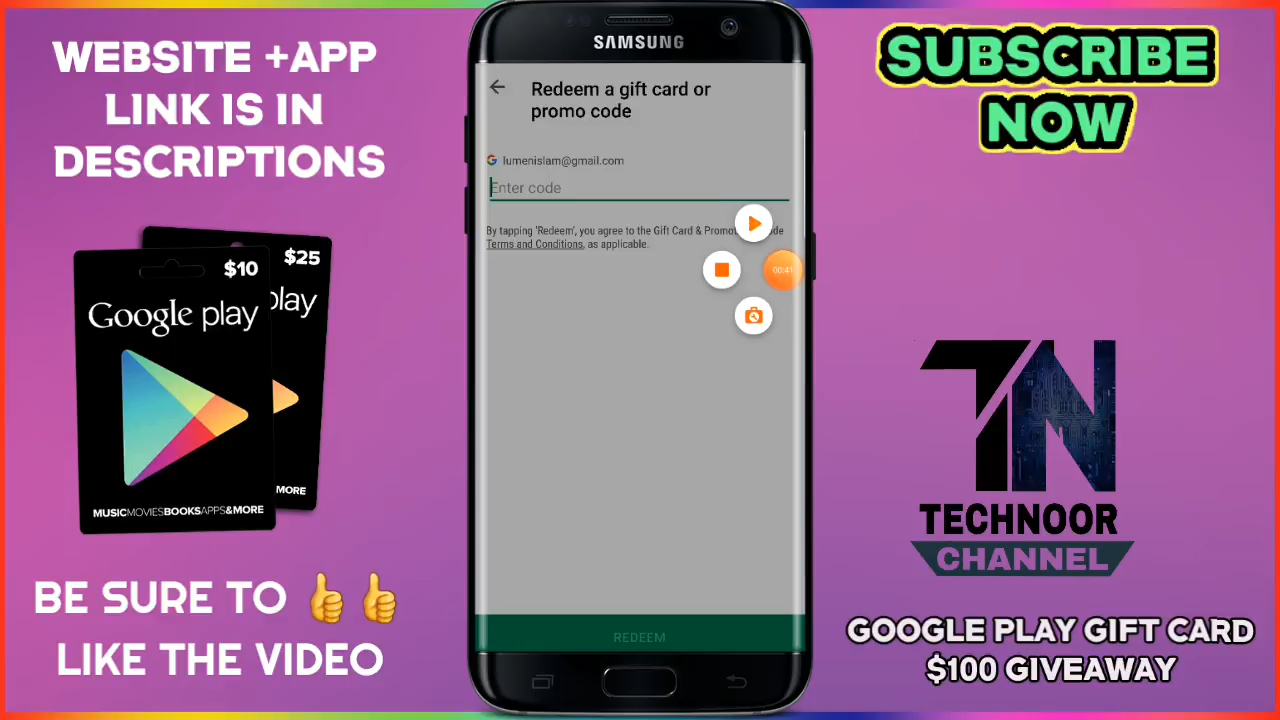 WEBSITE +APP
LINK IS IN
DESCRIPTIONS
$10
Google play
MUSICMOVIESBOOKSAPPS&MORE
$25
play
MORE
BE SURE TO 👍👍
LIKE THE VIDEO
SAMSUNG
Redeem a gift card or
promo code
G lumenislam@gmail.com
Enter code
By tapping 'Redeem', you agree to the Gift Card & Promot
Terms and Conditions, as applicable.
00:41
REDEEM
SUBSCRIBE
NOW
TN
TECHNOOR
CHANNEL
GOOGLE PLAY GIFT CARD
$100 GIVEAWAY